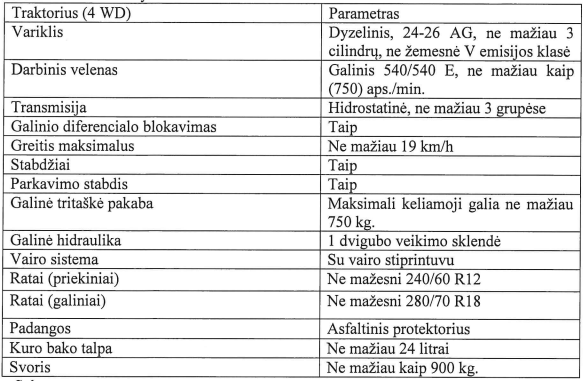 Traktorius (4 WD) Parametras
Variklis Dyzelinis, 24-26 AG, ne mažiau 3
cilindrų, ne žemesnė V emisijos klasė
Darbinis velenas Galinis 540/540 E, ne mažiau kaip
(750) aps./min.
Transmisija Hidrostatinė, ne mažiau 3 grupėse
Galinio diferencialo blokavimas Taip
Greitis maksimalus Ne mažiau 19 km/h
Stabdžiai Taip
Parkavimo stabdis Taip
Galinė tritaškė pakaba Maksimali keliamoji galia ne mažiau
750 kg.
Galinė hidraulika 1 dvigubo veikimo sklendė
Vairo sistema Su vairo stiprintuvu
Ratai (priekiniai) Ne mažesni 240/60 R12
Ratai (galiniai) Ne mažesni 280/70 R18
Padangos Asfaltinis protektorius
Kuro bako talpa Ne mažiau 24 litrai
Svoris Ne mažiau kaip 900 kg.